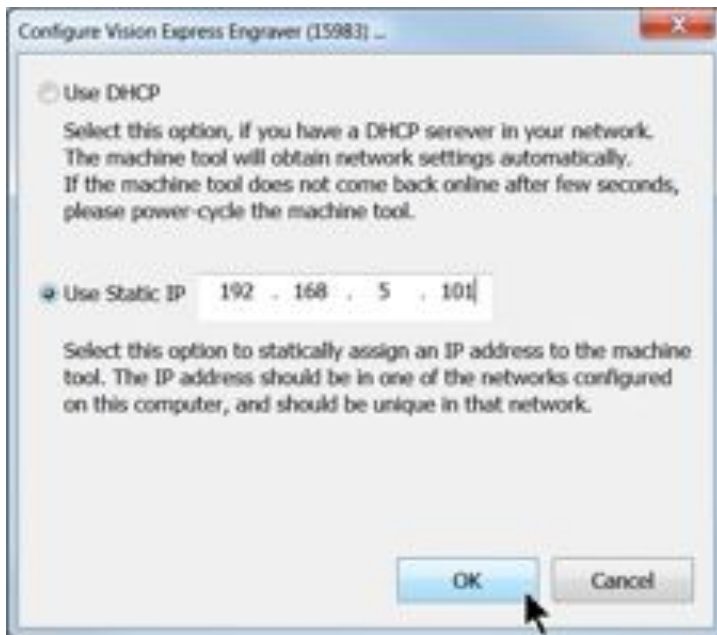 Configure Vision Express Engraver (15983) ...
Use DHCP
Select this option, if you have a DHCP serever in your network.
The machine tool will obtain network settings automatically.
If the machine tool does not come back online after few seconds,
please power-cycle the machine tool.
Use Static IP 192 . 168 . 5 . 101
Select this option to statically assign an IP address to the machine
tool. The IP address should be in one of the networks configured
on this computer, and should be unique in that network.
OK Cancel